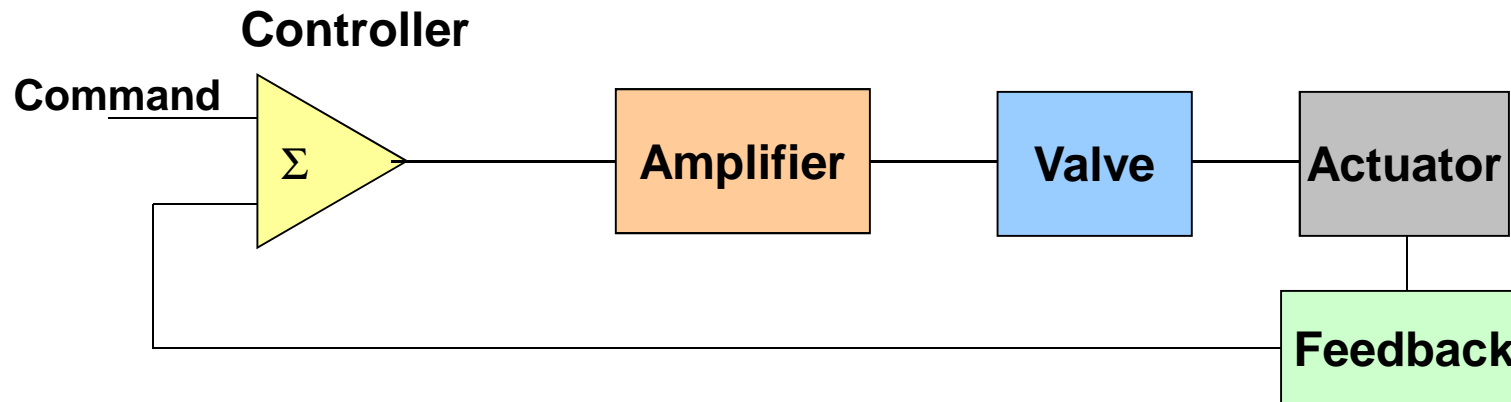 Controller
Command
Σ
Amplifier
Valve
Actuator
Feedback